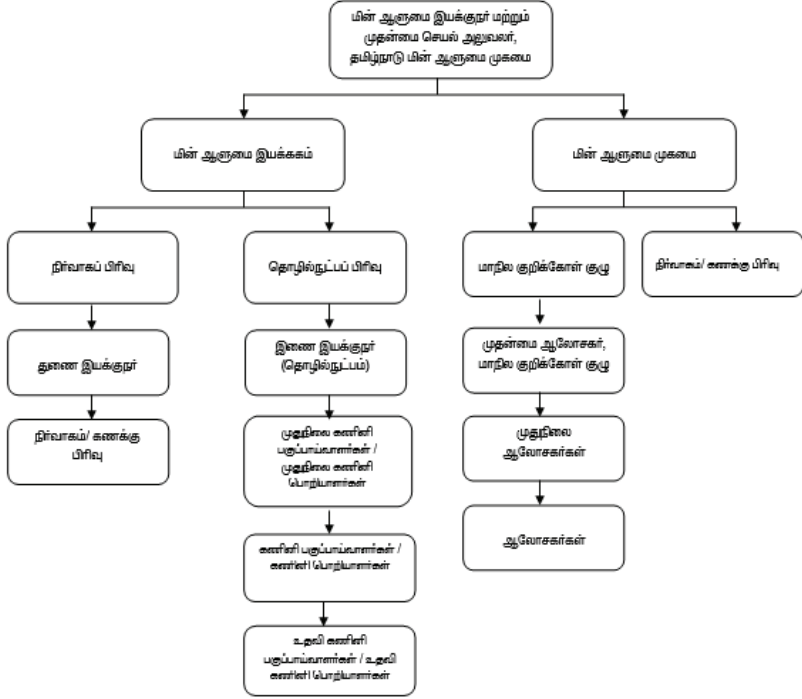 மின் ஆளுமை இயக்குநர் மற்றும்
முதன்மை செயல் அலுவலர்,
தமிழ்நாடு மின் ஆளுமை முகமை
மின் ஆளுமை இயக்ககம்
மின் ஆளுமை முகமை
நிர்வாகப் பிரிவு
தொழில்நுட்பப் பிரிவு
மாநில குறிக்கோள் குழு
நிர்வாகம்/ கணக்கு பிரிவு
துணை இயக்குநர்
இணை இயக்குநர்
(தொழில்நுட்பம்)
முதன்மை ஆலோசகர்,
மாநில குறிக்கோள் குழு
நிர்வாகம்/ கணக்கு
பிரிவு
முதுநிலை கணினி
பகுப்பாய்வாளர்கள் /
முதுநிலை கணினி
பொறியாளர்கள்
முதுநிலை
ஆலோசகர்கள்
கணினி பகுப்பாய்வாளர்கள் /
கணினி பொறியாளர்கள்
ஆலோசகர்கள்
உதவி கணினி
பகுப்பாய்வாளர்கள் / உதவி
கணினி பொறியாளர்கள்